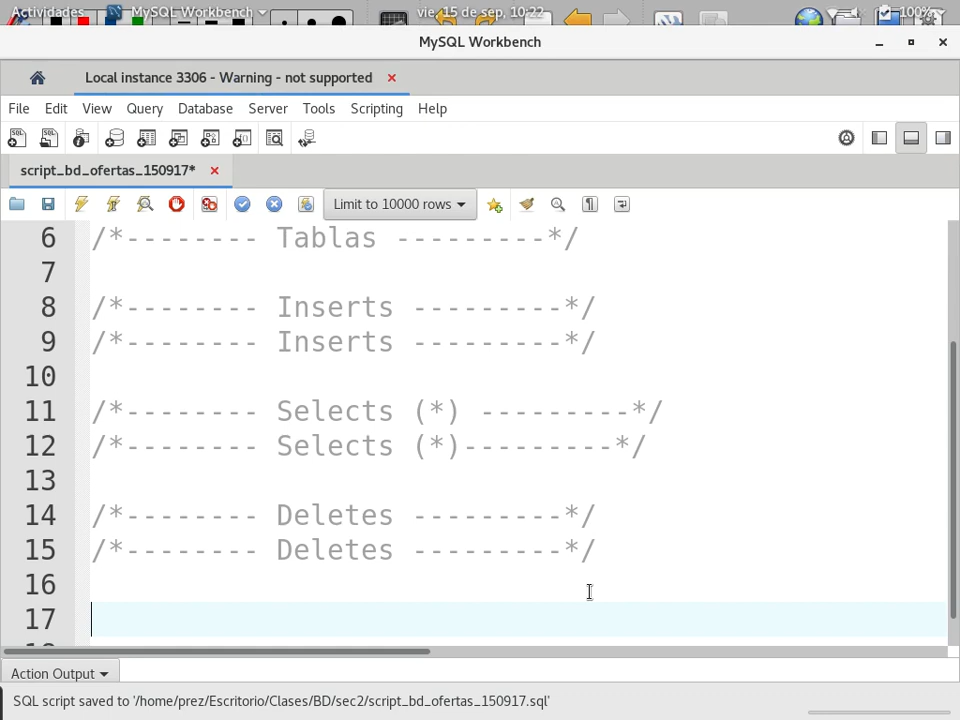 Actividades MySQL Workbench vie, 15 de sep, 10:22 100%
MySQL Workbench
Local instance 3306 - Warning - not supported
File Edit View Query Database Server Tools Scripting Help
script_bd_ofertas_150917*
Limit to 10000 rows
6 /*-------- Tablas ---------*/
7
8 /*-------- Inserts ---------*/
9 /*-------- Inserts ---------*/
10
11 /*-------- Selects (*) ---------*/
12 /*-------- Selects (*)---------*/
13
14 /*-------- Deletes ---------*/
15 /*-------- Deletes ---------*/
16
17
Action Output
SQL script saved to '/home/prez/Escritorio/Clases/BD/sec2/script_bd_ofertas_150917.sql'